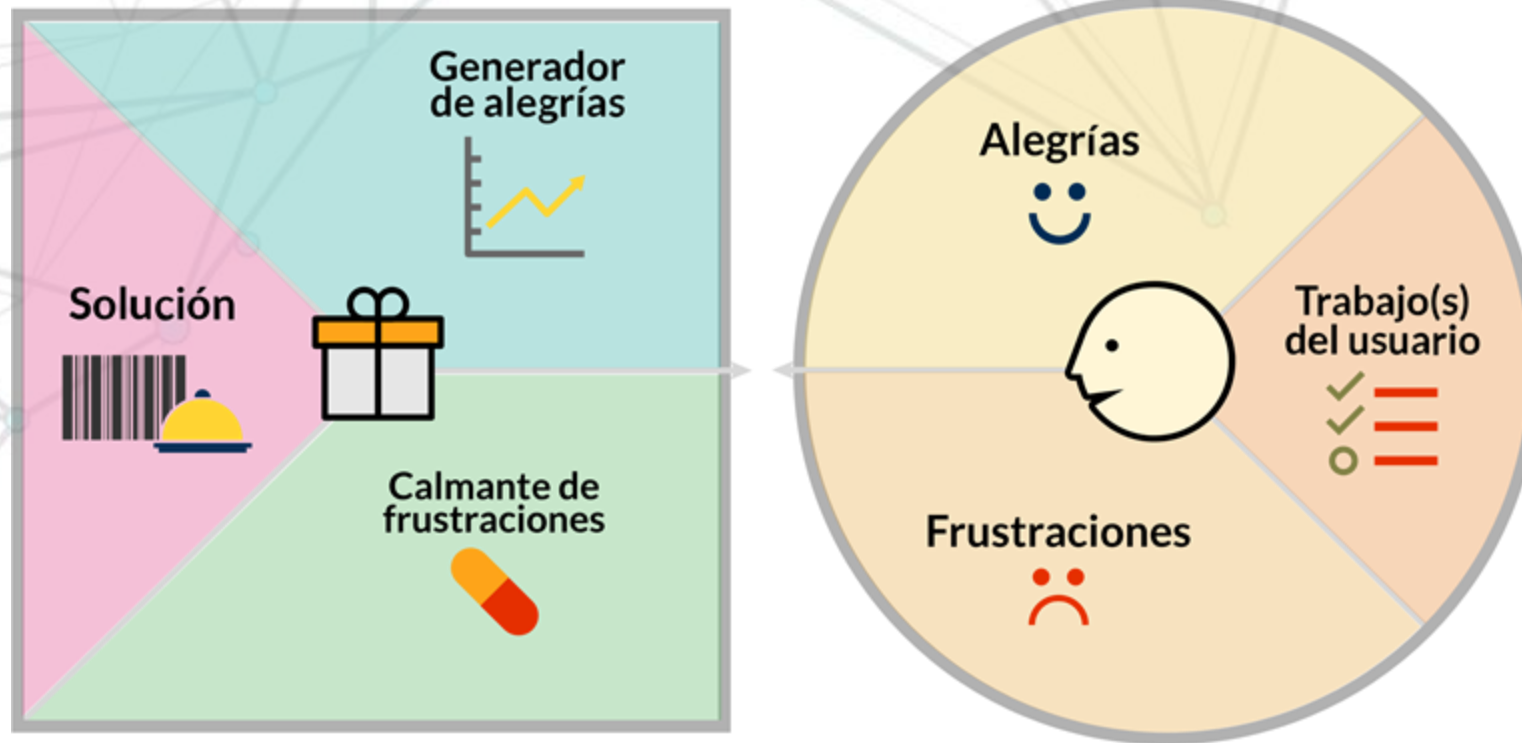 Generador
de alegrías
Solución
Calmante de
frustraciones
Alegrías
Trabajo(s)
del usuario
Frustraciones